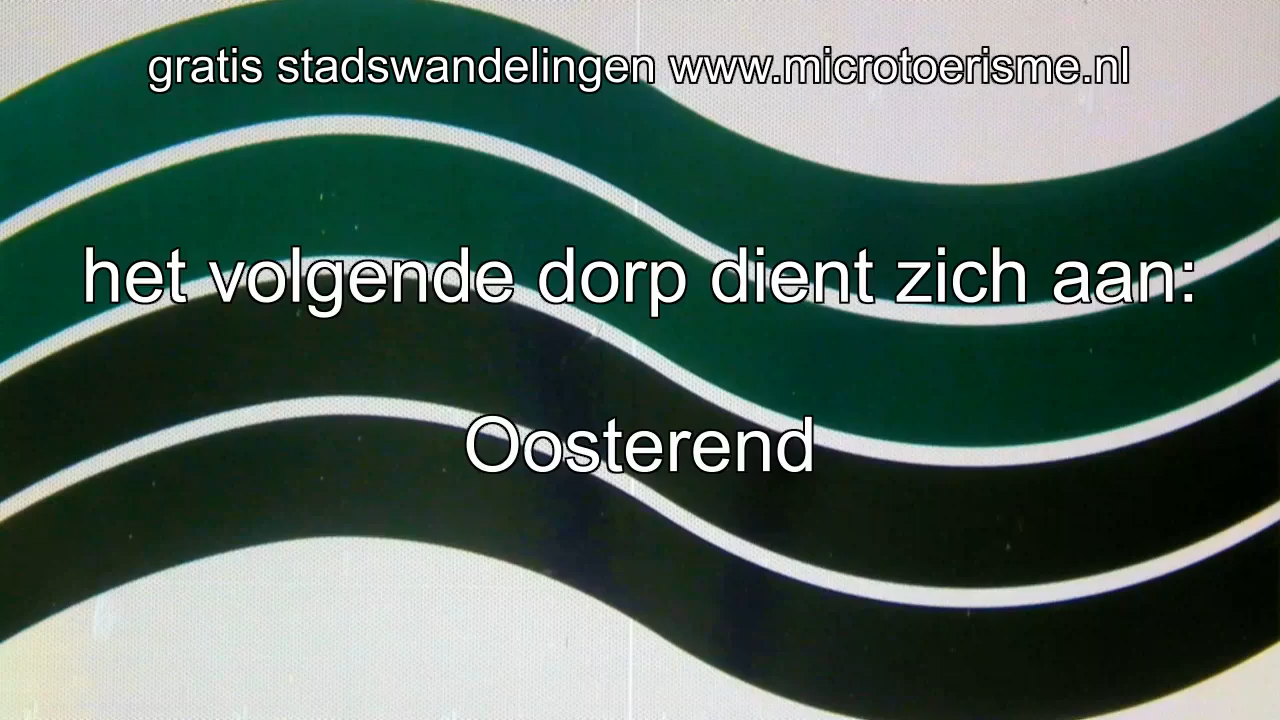 gratis stadswandelingen www.microtoerisme.nl
het volgende dorp dient zich aan:
Oosterend